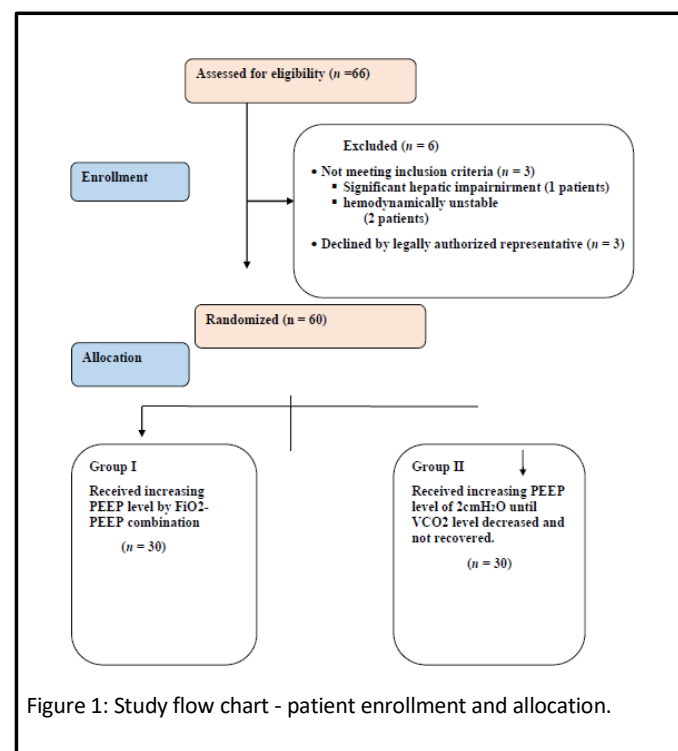 Assessed for eligibility (n =66)
Excluded (n = 6)
Enrollment
• Not meeting inclusion criteria (n = 3)
▪ Significant hepatic impairnirment (1 patients)
▪ hemodynamically unstable
(2 patients)
• Declined by legally authorized representative (n = 3)
Randomized (n = 60)
Allocation
Group I
Received increasing
PEEP level by FiO2-
PEEP combination
(n = 30)
Group II
Received increasing PEEP
level of 2cmH2O until
VCO2 level decreased and
not recovered.
(n = 30)
Figure 1: Study flow chart - patient enrollment and allocation.